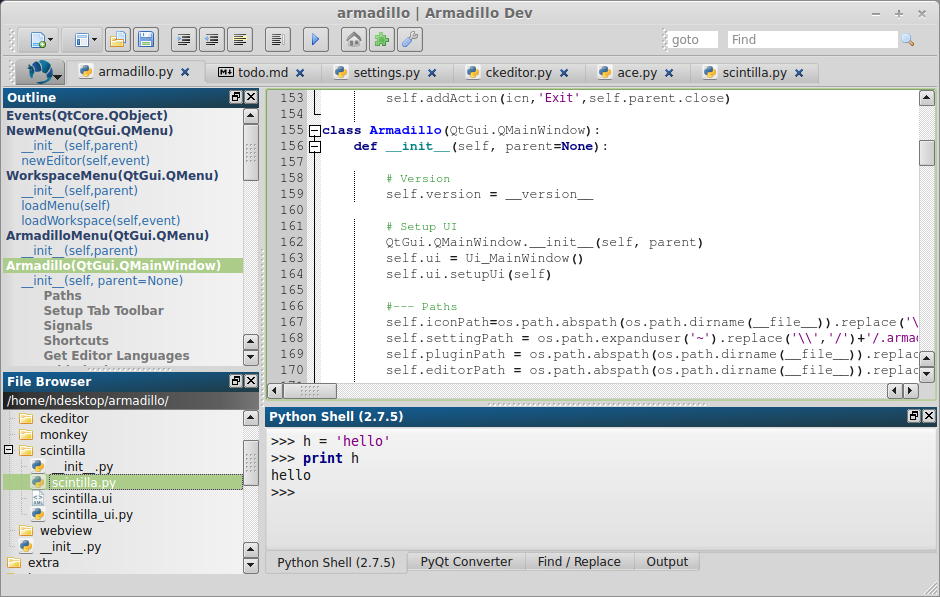 armadillo | Armadillo Dev
goto
Find
armadillo.py
todo.md
settings.py
ckeditor.py
ace.py
scintilla.py
Outline
Events(QtCore.QObject)
NewMenu(QtGui.QMenu)
__init__(self,parent)
newEditor(self,event)
WorkspaceMenu(QtGui.QMenu)
__init__(self,parent)
loadMenu(self)
loadWorkspace(self,event)
ArmadilloMenu(QtGui.QMenu)
__init__(self,parent)
Armadillo(QtGui.QMainWindow)
__init__(self, parent=None)
Paths
Setup Tab Toolbar
Signals
Shortcuts
Get Editor Languages
File Browser
/home/hdesktop/armadillo/
ckeditor
monkey
scintilla
__init__.py
scintilla.py
scintilla.ui
scintilla_ui.py
webview
__init__.py
extra
153 self.addAction(icn,'Exit',self.parent.close)
154
155 class Armadillo(QtGui.QMainWindow):
156 def __init__(self, parent=None):
157
158 # Version
159 self.version = __version__
160
161 # Setup UI
162 QtGui.QMainWindow.__init__(self, parent)
163 self.ui = Ui_MainWindow()
164 self.ui.setupUi(self)
165
166 #--- Paths
167 self.iconPath=os.path.abspath(os.path.dirname(__file__)).replace('\
168 self.settingPath = os.path.expanduser('~').replace('\\','/')+'/.arma
169 self.pluginPath = os.path.abspath(os.path.dirname(__file__)).replac
170 self.editorPath = os.path.abspath(os.path.dirname(__file__)).replac
Python Shell (2.7.5)
>>> h = 'hello'
>>> print h
hello
>>>
Python Shell (2.7.5)
PyQt Converter
Find / Replace
Output